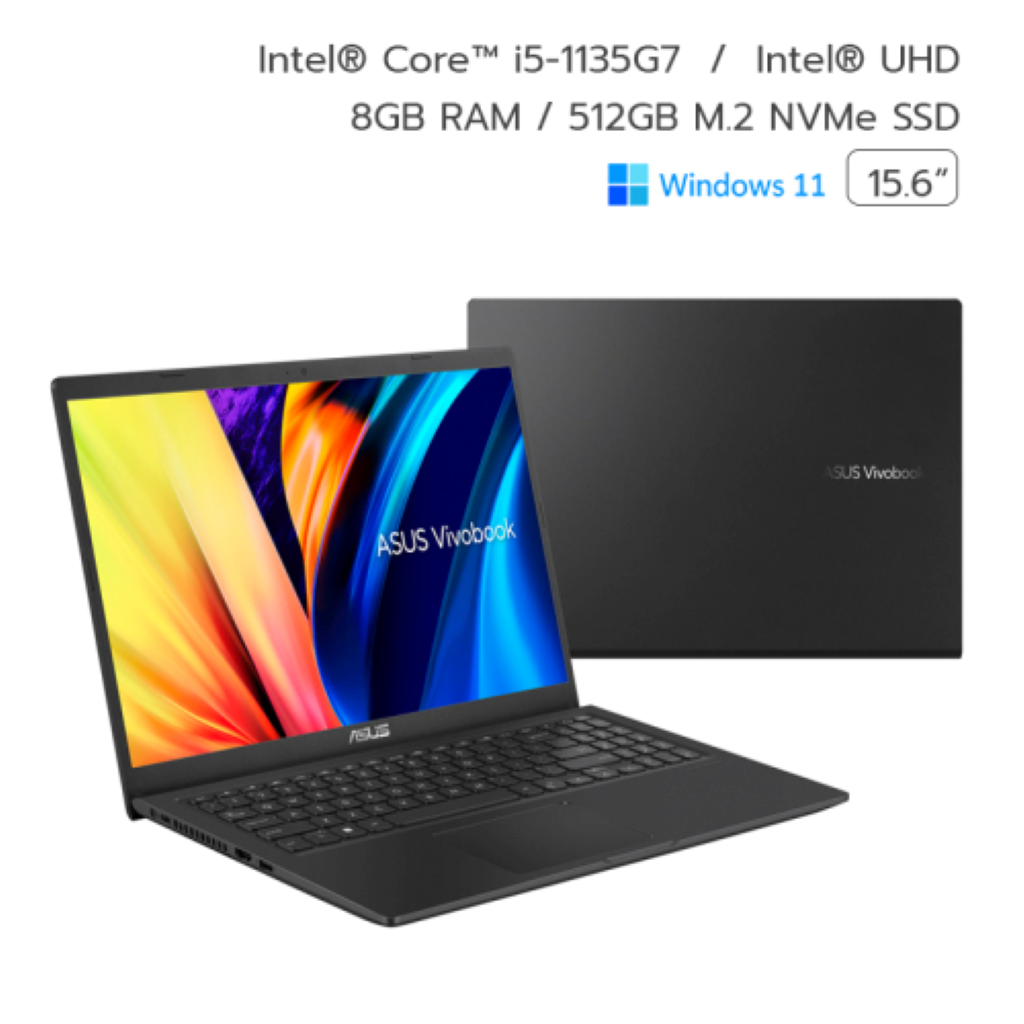 Intel® Core™ i5-1135G7 / Intel® UHD
8GB RAM / 512GB M.2 NVMe SSD
Windows 11 15.6”
ASUS Vivobook
ASUS Vivobook
ASUS